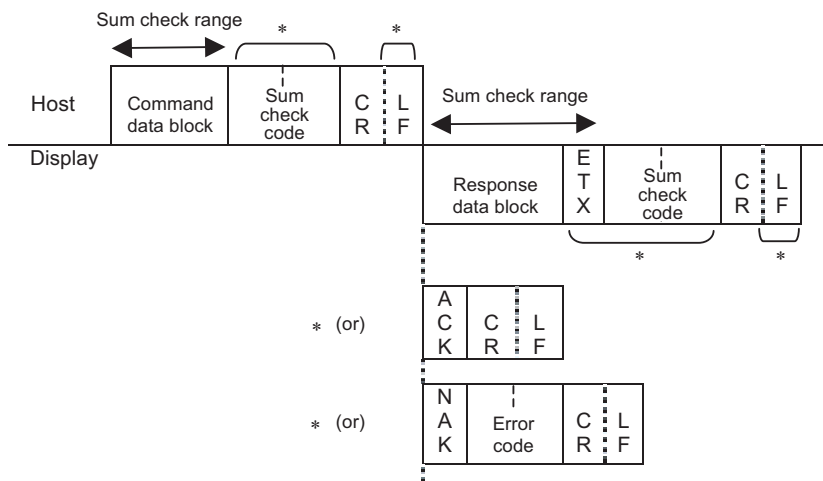 Sum check range
*
*
Host
Command
data block
Sum
check
code
C
R
L
F
Sum check range
Display
Response
data block
E
T
X
Sum
check
code
C
R
L
F
*
*
* (or)
A
C
K
C
R
L
F
* (or)
N
A
K
Error
code
C
R
L
F